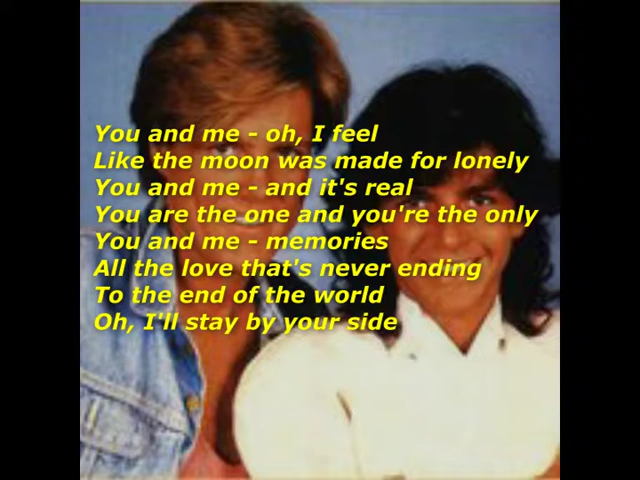 You and me - oh, I feel
Like the moon was made for lonely
You and me - and it's real
You are the one and you're the only
You and me - memories
All the love that's never ending
To the end of the world
Oh, I'll stay by your side